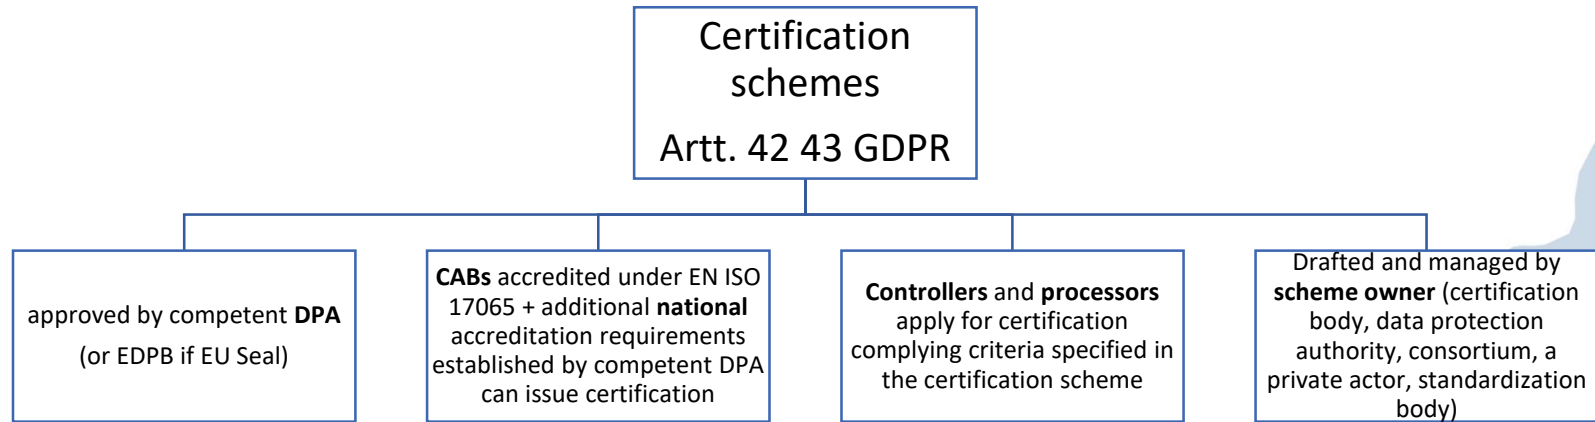 Certification
schemes
Artt. 42 43 GDPR
approved by competent DPA
(or EDPB if EU Seal)
CABs accredited under EN ISO
17065 + additional national
accreditation requirements
established by competent DPA
can issue certification
Controllers and processors
apply for certification
complying criteria specified in
the certification scheme
Drafted and managed by
scheme owner (certification
body, data protection
authority, consortium, a
private actor, standardization
body)